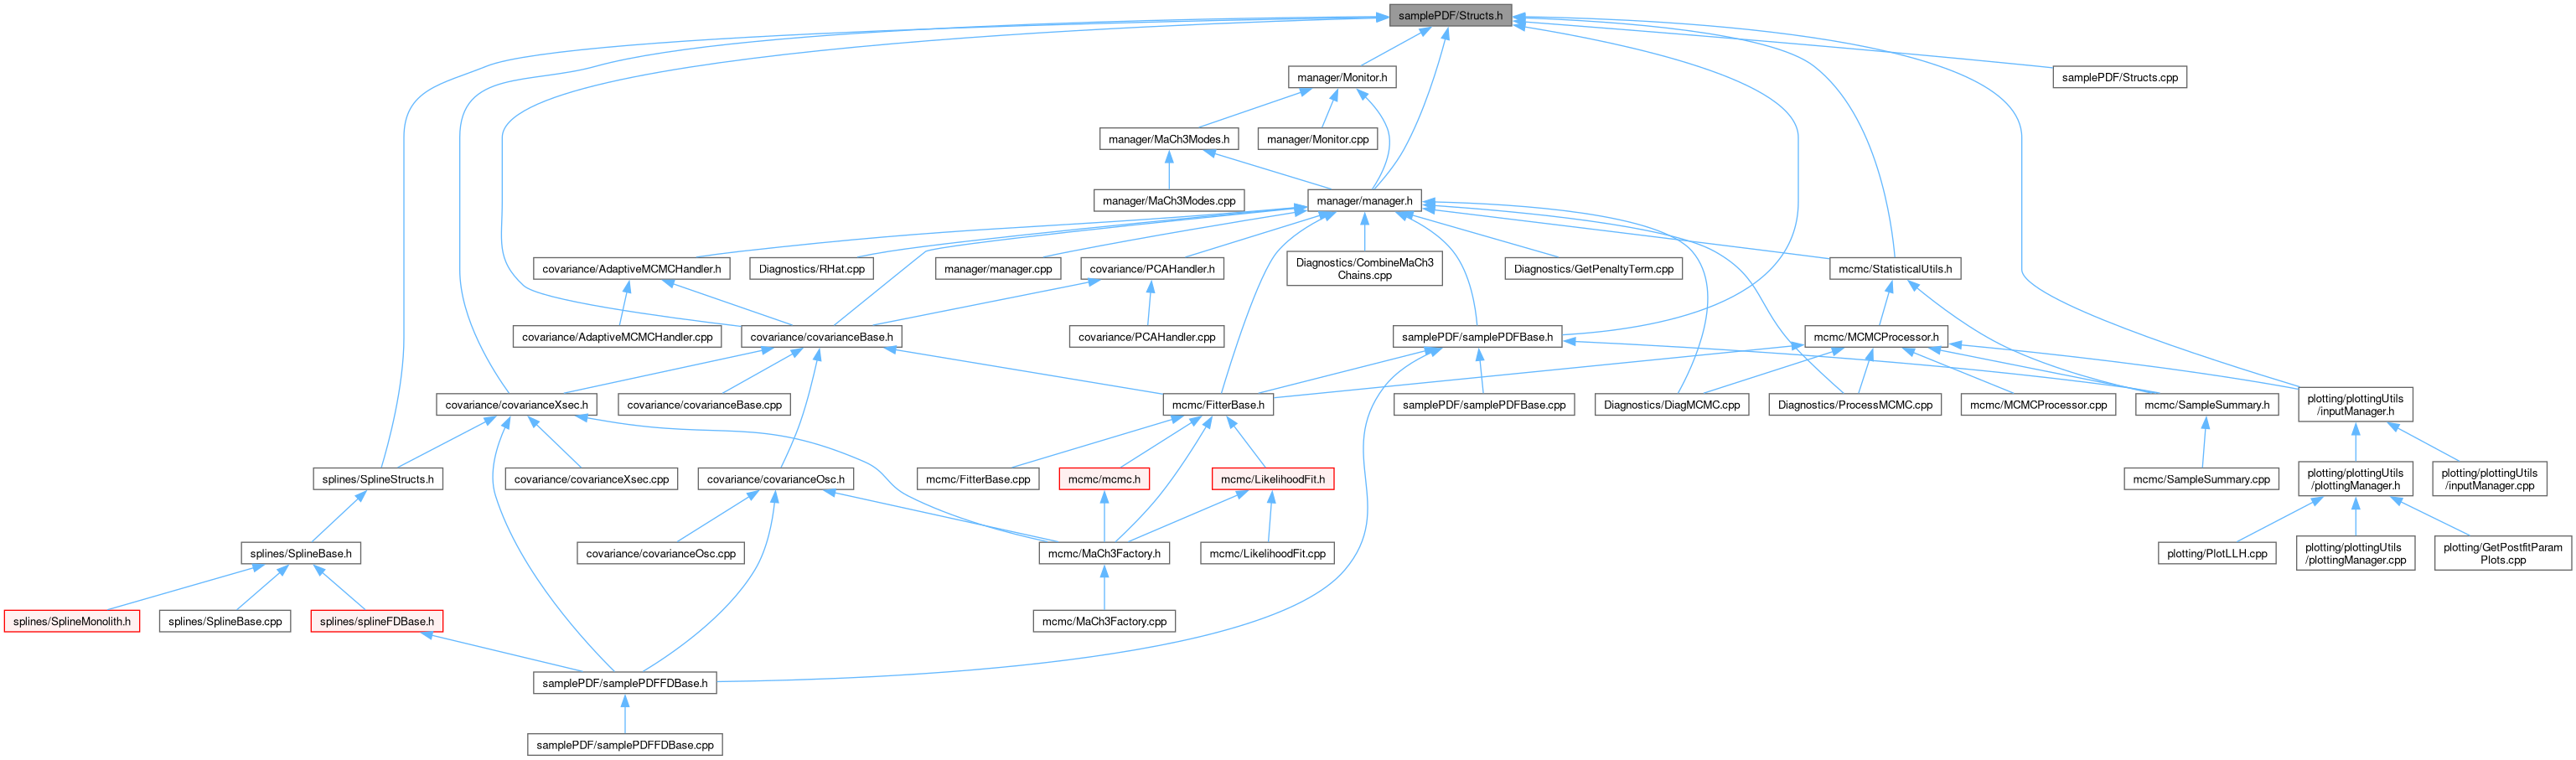 samplePDF/Structs.h
manager/Monitor.h
samplePDF/Structs.cpp
manager/MaCh3Modes.h
manager/Monitor.cpp
manager/MaCh3Modes.cpp
manager/manager.h
covariance/AdaptiveMCMCHandler.h
Diagnostics/RHat.cpp
manager/manager.cpp
covariance/PCAHandler.h
Diagnostics/CombineMaCh3
Chains.cpp
Diagnostics/GetPenaltyTerm.cpp
mcmc/StatisticalUtils.h
covariance/AdaptiveMCMCHandler.cpp
covariance/covarianceBase.h
covariance/PCAHandler.cpp
samplePDF/samplePDFBase.h
mcmc/MCMCProcessor.h
covariance/covarianceXsec.h
covariance/covarianceBase.cpp
mcmc/FitterBase.h
samplePDF/samplePDFBase.cpp
Diagnostics/DiagMCMC.cpp
Diagnostics/ProcessMCMC.cpp
mcmc/MCMCProcessor.cpp
mcmc/SampleSummary.h
plotting/plottingUtils
/inputManager.h
splines/SplineStructs.h
covariance/covarianceXsec.cpp
covariance/covarianceOsc.h
mcmc/FitterBase.cpp
mcmc/mcmc.h
mcmc/LikelihoodFit.h
mcmc/SampleSummary.cpp
plotting/plottingUtils
/plottingManager.h
plotting/plottingUtils
/inputManager.cpp
splines/SplineBase.h
covariance/covarianceOsc.cpp
mcmc/MaCh3Factory.h
mcmc/LikelihoodFit.cpp
plotting/PlotLLH.cpp
plotting/plottingUtils
/plottingManager.cpp
plotting/GetPostfitParam
Plots.cpp
splines/SplineMonolith.h
splines/SplineBase.cpp
splines/splineFDBase.h
mcmc/MaCh3Factory.cpp
samplePDF/samplePDFFDBase.h
samplePDF/samplePDFFDBase.cpp